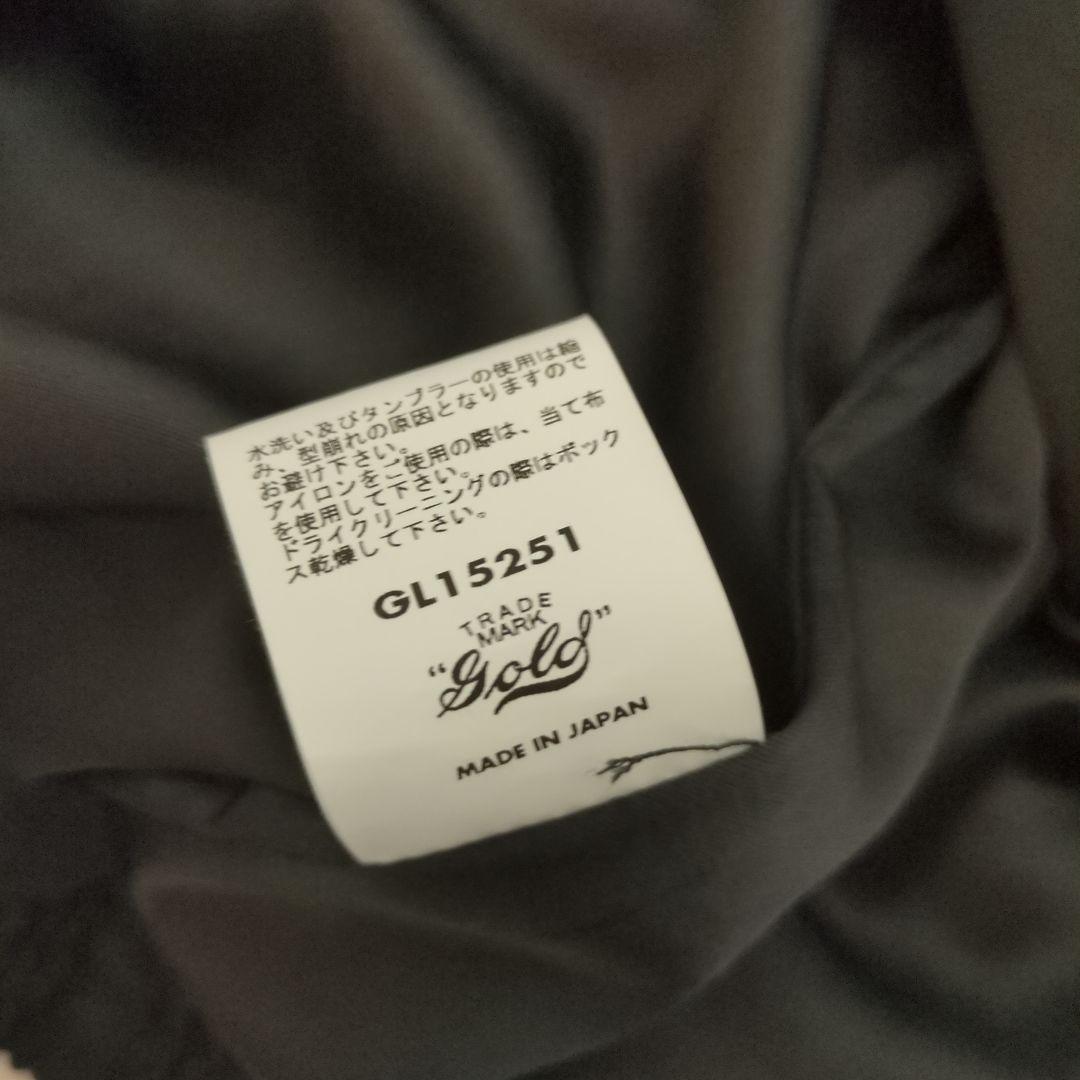 水洗い及びタンブラーの使用は縮
み、型崩れの原因となりますので
お避け下さい。
アイロンをご使用の際は、当て布
を使用して下さい。
ドライクリーニングの際はボック
ス乾燥して下さい。
GL15251
TRADE
MARK
“Gold”
MADE IN JAPAN